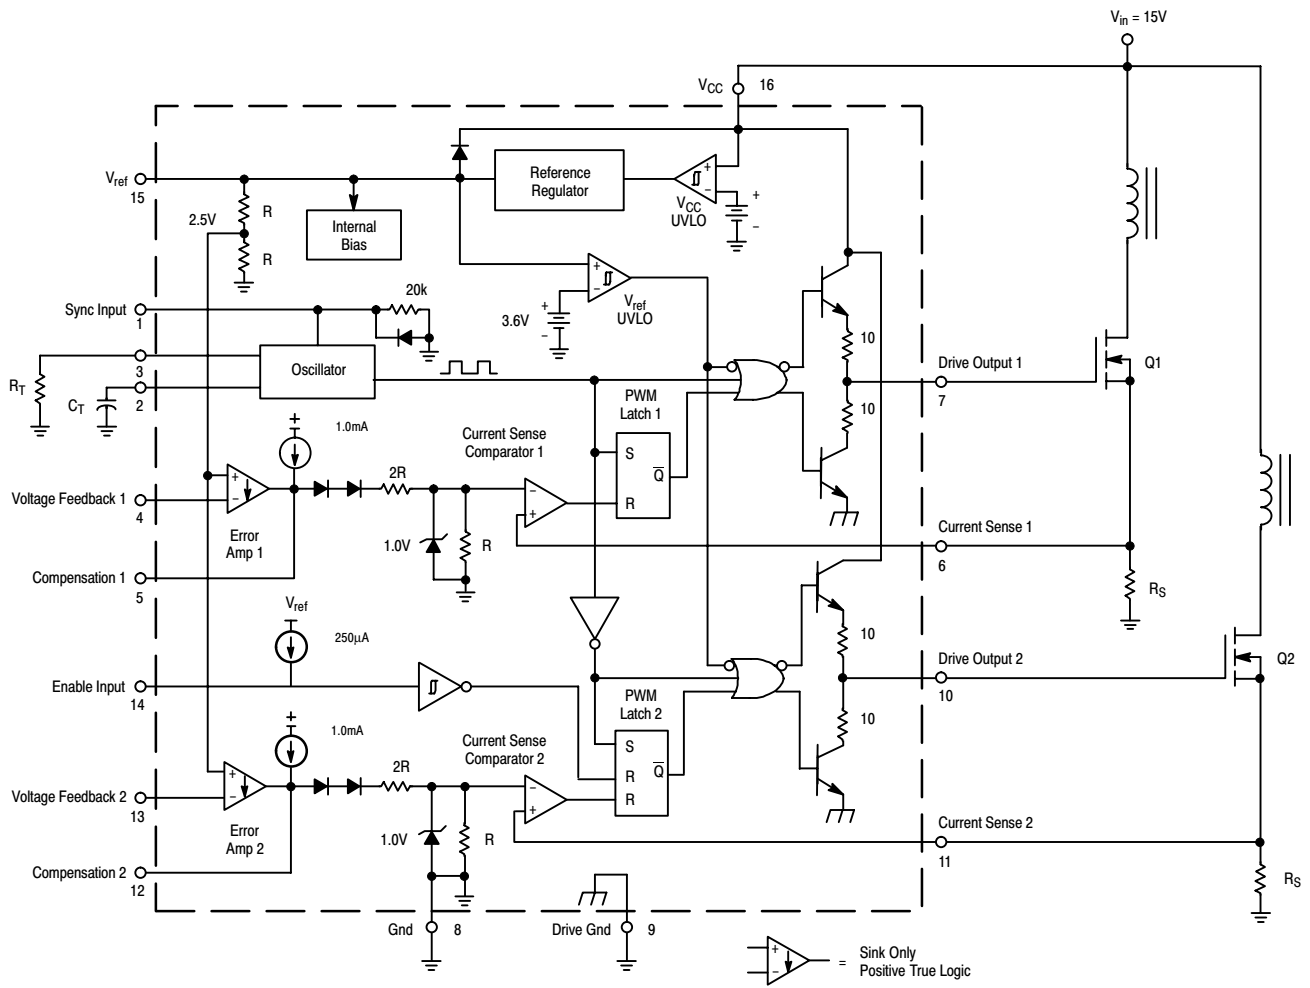 Vin = 15V
VCC
16
Vref
15
Reference
Regulator
+
–
VCC
UVLO
+
–
2.5V
R
R
Internal
Bias
Sync Input
1
20k
+
–
3.6V
+
–
Vref
UVLO
3
RT
CT
2
Oscillator
10
10
Drive Output 1
7
Q1
PWM
Latch 1
S
Q
R
+
1.0mA
Current Sense
Comparator 1
2R
–
+
Voltage Feedback 1
4
+
–
Error
Amp 1
1.0V
R
Compensation 1
5
Current Sense 1
6
RS
Vref
250µA
Enable Input
14
10
10
Drive Output 2
10
Q2
PWM
Latch 2
S
R
R
Q
+
1.0mA
Current Sense
Comparator 2
2R
–
+
Voltage Feedback 2
13
+
–
Error
Amp 2
1.0V
R
Compensation 2
12
Current Sense 2
11
RS
Gnd
8
Drive Gnd
9
+
–
=
Sink Only
Positive True Logic